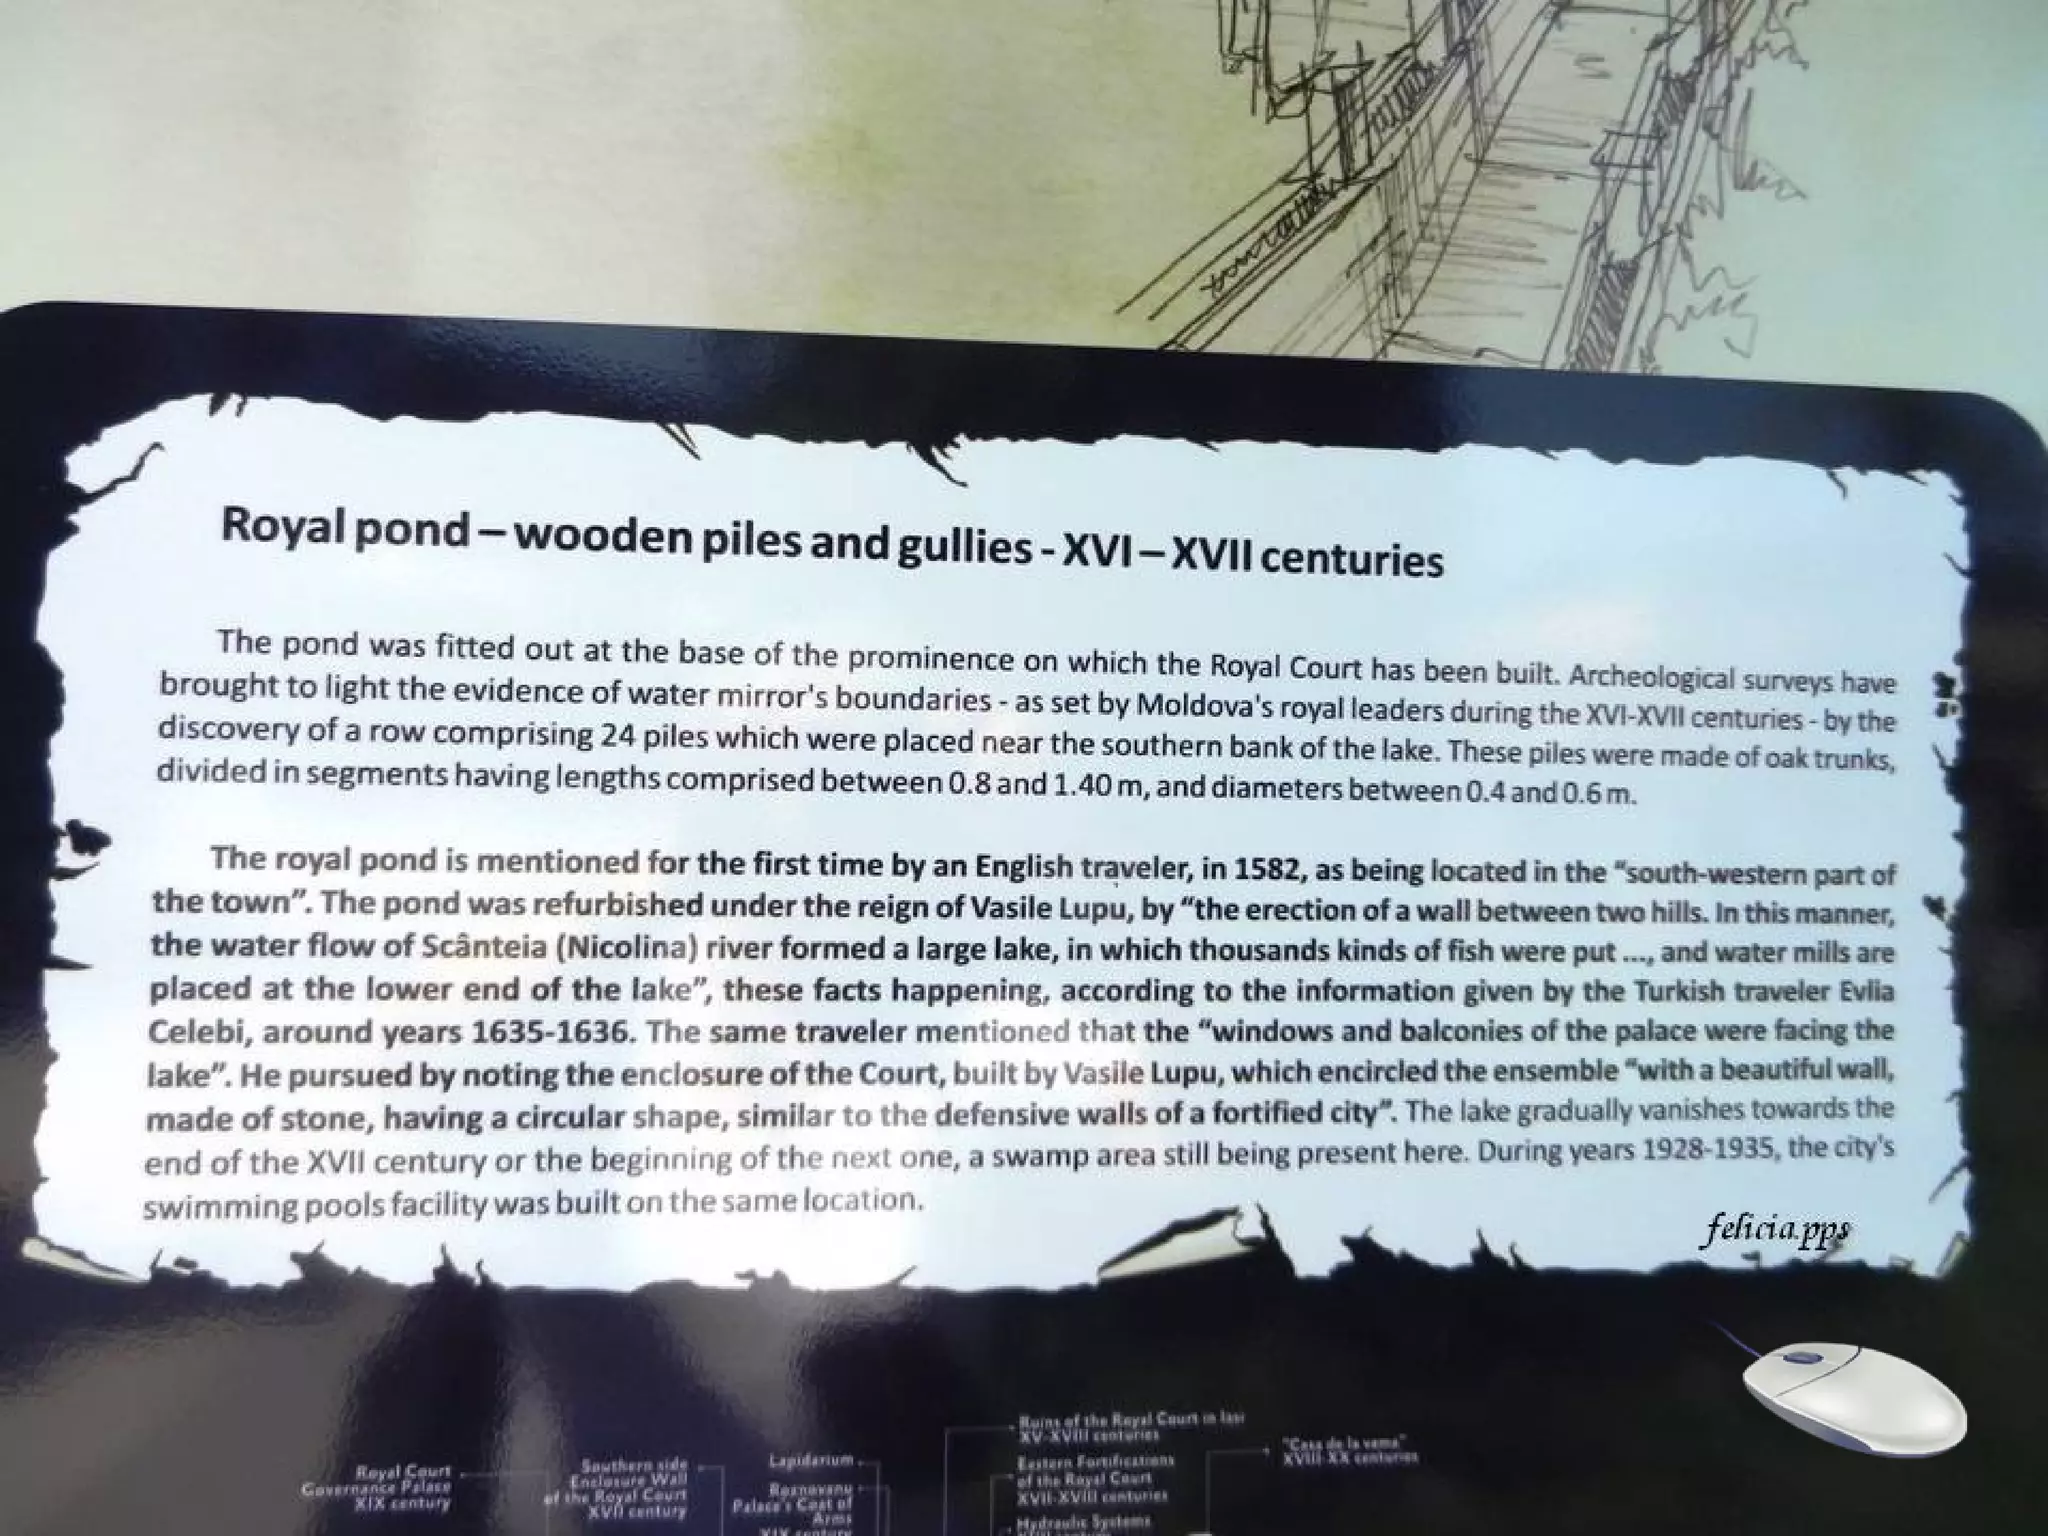 Royal pond – wooden piles and gullies - XVI – XVII centuries
The pond was fitted out at the base of the prominence on which the Royal Court has been built. Archeological surveys have
brought to light the evidence of water mirror's boundaries - as set by Moldova's royal leaders during the XVI-XVII centuries - by the
discovery of a row comprising 24 piles which were placed near the southern bank of the lake. These piles were made of oak trunks,
divided in segments having lengths comprised between 0.8 and 1.40 m, and diameters between 0.4 and 0.6 m.
The royal pond is mentioned for the first time by an English traveler, in 1582, as being located in the “south-western part of
the town”. The pond was refurbished under the reign of Vasile Lupu, by “the erection of a wall between two hills. In this manner,
the water flow of Scânteia (Nicolina) river formed a large lake, in which thousands kinds of fish were put ..., and water mills are
placed at the lower end of the lake”, these facts happening, according to the information given by the Turkish traveler Evlia
Celebi, around years 1635-1636. The same traveler mentioned that the “windows and balconies of the palace were facing the
lake”. He pursued by noting the enclosure of the Court, built by Vasile Lupu, which encircled the ensemble “with a beautiful wall,
made of stone, having a circular shape, similar to the defensive walls of a fortified city”. The lake gradually vanishes towards the
end of the XVII century or the beginning of the next one, a swamp area still being present here. During years 1928-1935, the city's
swimming pools facility was built on the same location.
felicia.pps
Royal Court
Governance Palace
XIX century
Southern side
Enclosure Wall
of the Royal Court
XVII century
Lapidarium
Roznovanu
Palace's Coat of
Arms
XIX century
Ruins of the Royal Court in last
XV-XVIII centuries
Eastern Fortifications
of the Royal Court
XVII-XVIII centuries
Hydraulic Systems
"Casa de la vama"
XVIII-XX centuries